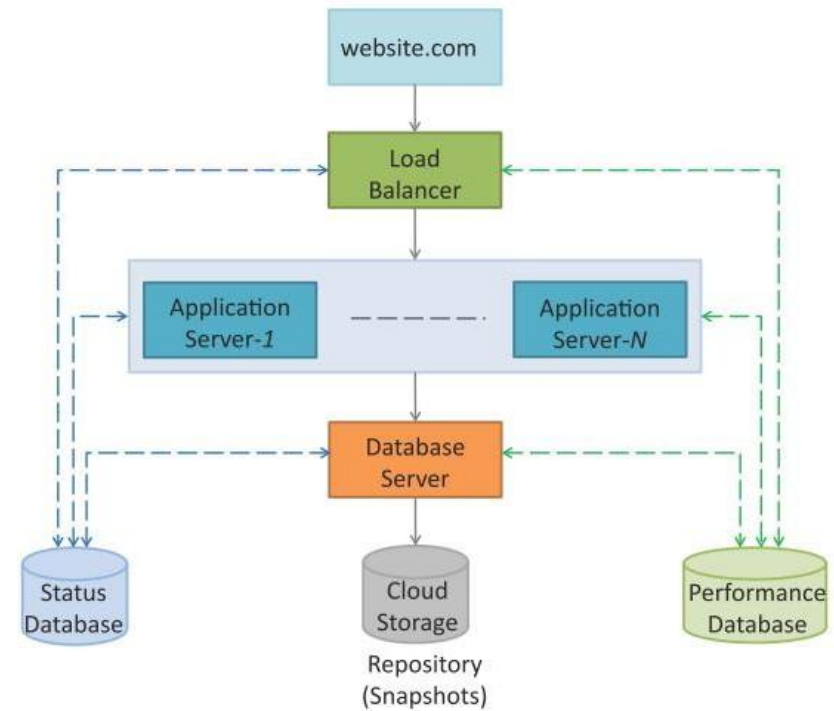 website.com
Load
Balancer
Application
Server-1
Application
Server-N
Database
Server
Status
Database
Cloud
Storage
Performance
Database
Repository
(Snapshots)